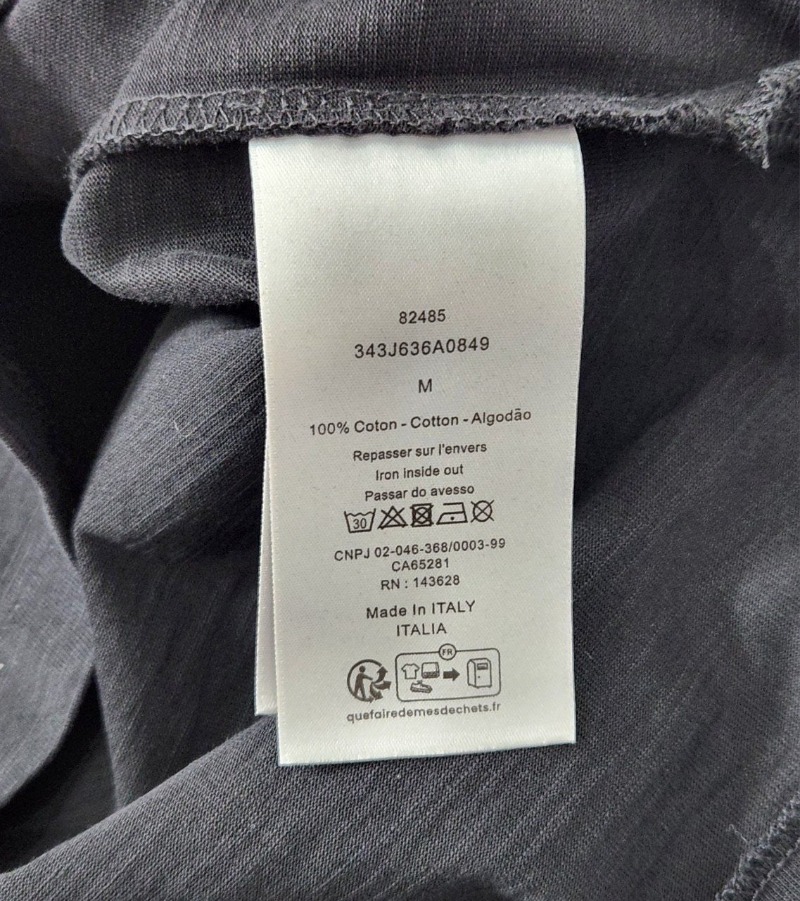 82485
343J636A0849
M
100% Coton - Cotton - Algodão
Repasser sur l'envers
Iron inside out
Passar do avesso
30
CNPJ 02-046-368/0003-99
CA65281
RN : 143628
Made In ITALY
ITALIA
FR
quefairedemesdechets.fr